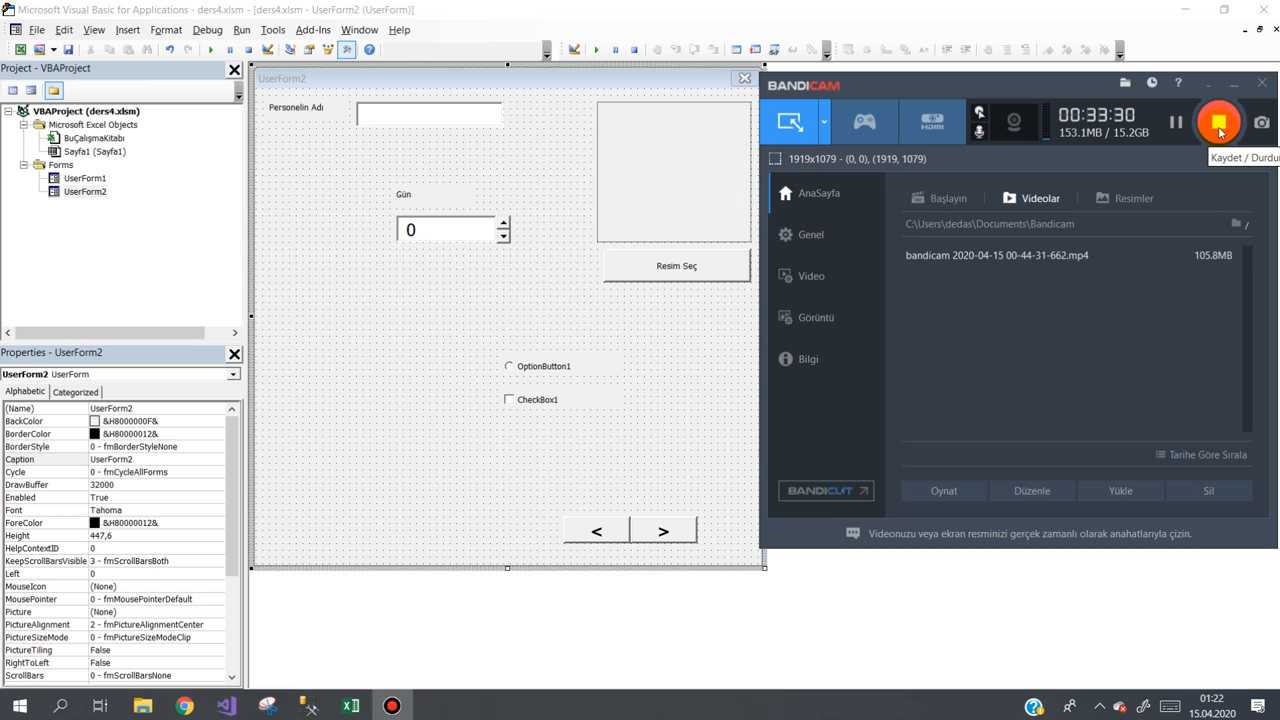 Microsoft Visual Basic for Applications - ders4.xlsm - [ders4.xlsm - UserForm2 (UserForm)]
File Edit View Insert Format Debug Run Tools Add-Ins Window Help
Project - VBAProject
VBAProject (ders4.xlsm)
Microsoft Excel Objects
BuÇalışmaKitabı
Sayfa1 (Sayfa1)
Forms
UserForm1
UserForm2
Properties - UserForm2
UserForm2 UserForm
Alphabetic Categorized
(Name) UserForm2
BackColor &H8000000F&
BorderColor &H80000012&
BorderStyle 0 - fmBorderStyleNone
Caption UserForm2
Cycle 0 - fmCycleAllForms
DrawBuffer 32000
Enabled True
Font Tahoma
ForeColor &H80000012&
Height 447,6
HelpContextID 0
KeepScrollBarsVisible 3 - fmScrollBarsBoth
Left 0
MouseIcon (None)
MousePointer 0 - fmMousePointerDefault
Picture (None)
PictureAlignment 2 - fmPictureAlignmentCenter
PictureSizeMode 0 - fmPictureSizeModeClip
PictureTiling False
RightToLeft False
ScrollBars 0 - fmScrollBarsNone
UserForm2
Personelin Adı
Gün
0
Resim Seç
OptionButton1
CheckBox1
< >
BANDICAM
HDMI
00:33:30
153.1MB / 15.2GB
Kaydet / Durdu
1919x1079 - (0, 0), (1919, 1079)
AnaSayfa
Genel
Video
Görüntü
Bilgi
BANDICUT
Başlayın Videolar Resimler
C:\Users\dedas\Documents\Bandicam /
bandicam 2020-04-15 00-44-31-662.mp4 105.8MB
Tarihe Göre Sırala
Oynat Düzenle Yükle Sil
Videonuzu veya ekran resminizi gerçek zamanlı olarak anahatlarıyla çizin.
01:22
15.04.2020